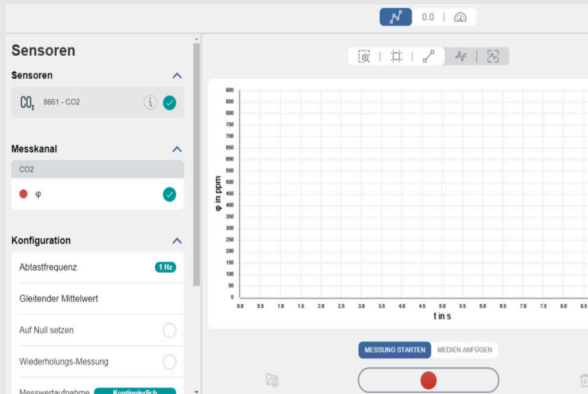 0.0
Sensoren
Sensoren
CO₂ 8661 - CO2 i
Messkanal
CO2
φ
Konfiguration
Abtastfrequenz 1 Hz
Gleitender Mittelwert
Auf Null setzen
Wiederholungs-Messung
Messwertaufnahme Kontinuierlich
φ in ppm
900
850
800
750
700
650
600
550
500
450
400
350
300
250
200
150
100
50
0
0.0 0.5 1.0 1.5 2.0 2.5 3.0 3.5 4.0 4.5 5.0 5.5 6.0 6.5 7.0 7.5 8.0 8.5
t in s
MESSUNG STARTEN MEDIEN ANFÜGEN